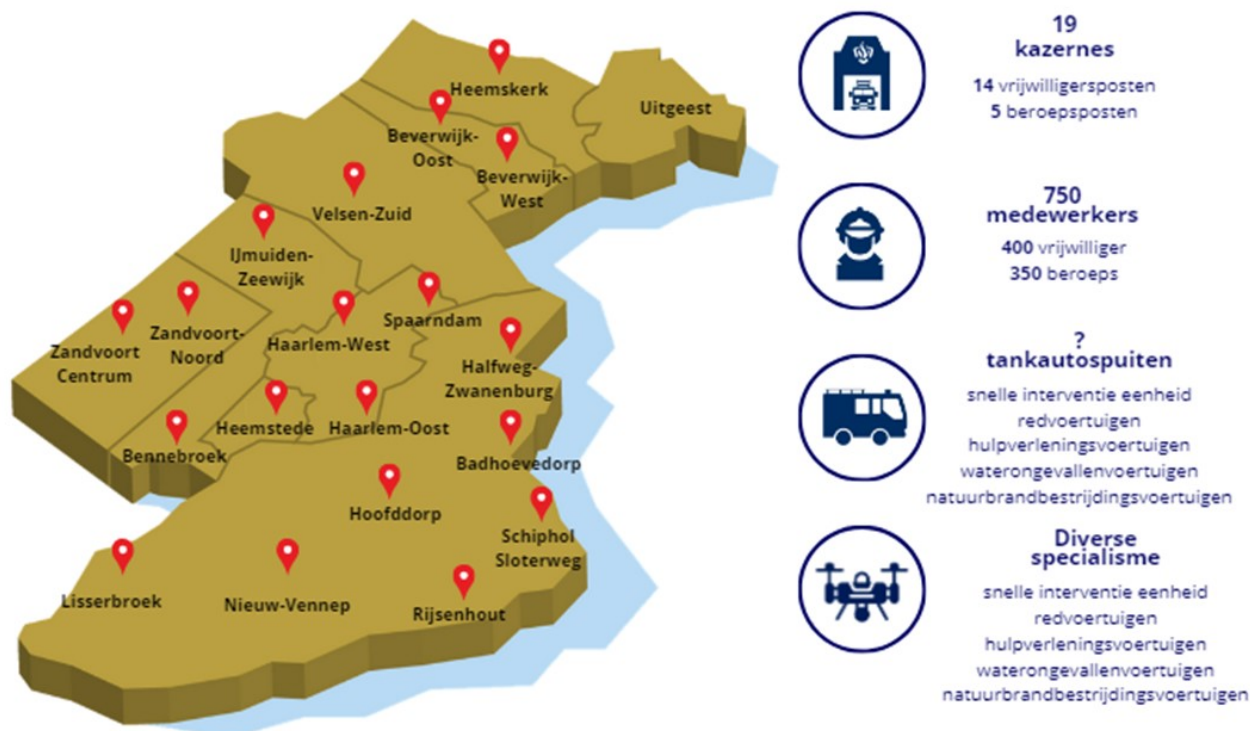 Heemskerk
Uitgeest
Beverwijk-
Oost
Beverwijk-
West
Velsen-Zuid
IJmuiden-
Zeewijk
Spaarndam
Zandvoort-
Noord
Haarlem-West
Zandvoort
Centrum
Halfweg-
Zwanenburg
Heemstede
Haarlem-Oost
Bennebroek
Badhoevedorp
Hoofddorp
Schiphol
Sloterweg
Lisserbroek
Nieuw-Vennep
Rijsenhout
19
kazernes
14 vrijwilligersposten
5 beroepsposten
750
medewerkers
400 vrijwilliger
350 beroeps
?
tankautospuiten
snelle interventie eenheid
redvoertuigen
hulpverleningsvoertuigen
waterongevallenvoertuigen
natuurbrandbestrijdingsvoertuigen
Diverse
specialisme
snelle interventie eenheid
redvoertuigen
hulpverleningsvoertuigen
waterongevallenvoertuigen
natuurbrandbestrijdingsvoertuigen